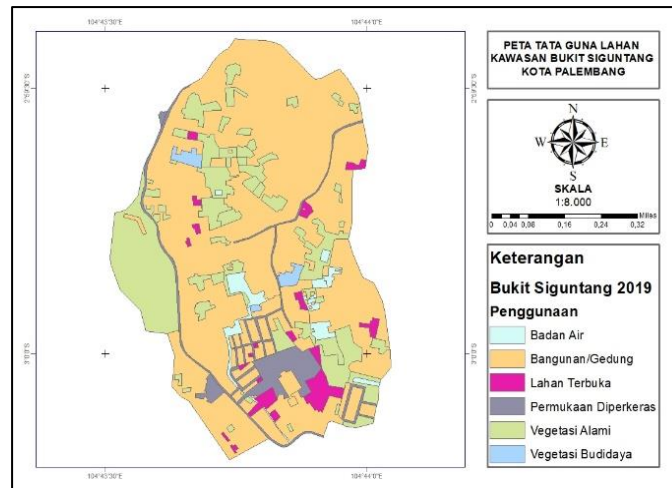 104°43'30"E
104°44'0"E
PETA TATA GUNA LAHAN
KAWASAN BUKIT SIGUNTANG
KOTA PALEMBANG
N
W
E
S
SKALA
1:8.000
Miles
0 0,04 0,08 0,16 0,24 0,32
Keterangan
Bukit Siguntang 2019
Penggunaan
Badan Air
Bangunan/Gedung
Lahan Terbuka
Permukaan Diperkeras
Vegetasi Alami
Vegetasi Budidaya
104°43'30"E
104°44'0"E